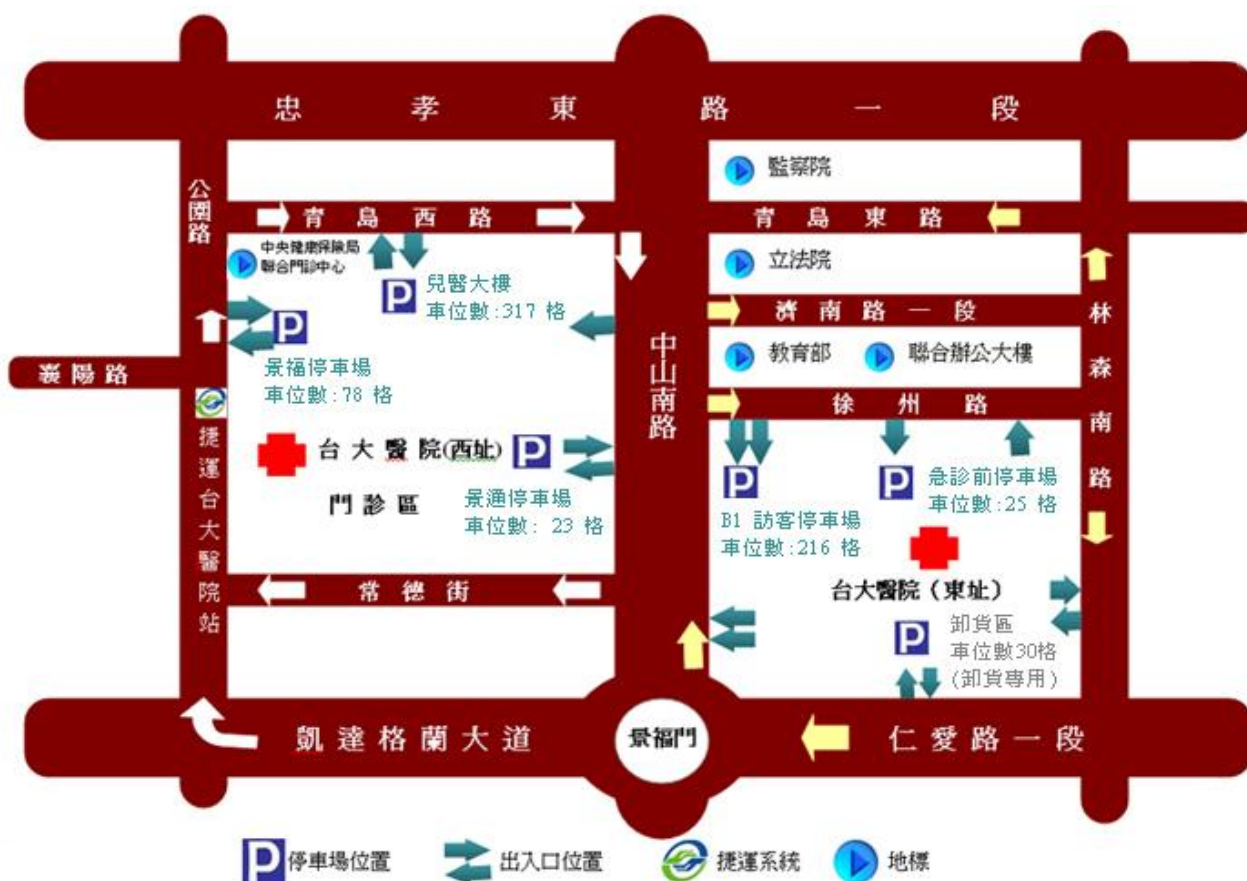 忠孝東路一段
公園路
監察院
青島西路
青島東路
中央健康保險局
聯合門診中心
立法院
兒醫大樓
車位數:317 格
濟南路一段
林森南路
景福停車場
車位數:78 格
中山南路
教育部
聯合辦公大樓
襄陽路
徐州路
捷運台大醫院站
台大醫院(西址)
門診區
景通停車場
車位數: 23 格
急診前停車場
車位數:25 格
B1 訪客停車場
車位數:216 格
台大醫院(東址)
常德街
卸貨區
車位數30格
(卸貨專用)
凱達格蘭大道
景福門
仁愛路一段
停車場位置
出入口位置
捷運系統
地標